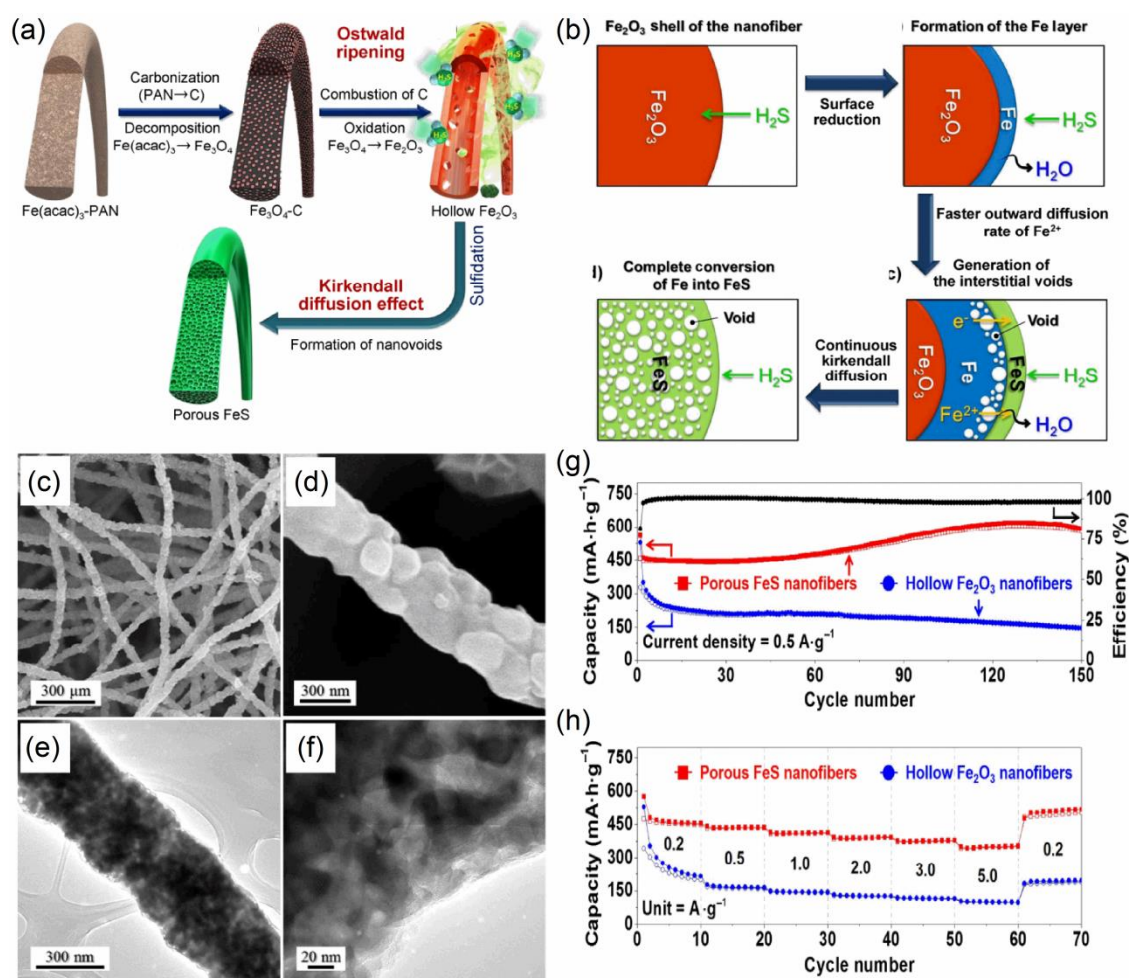 (a)
Ostwald
ripening
Carbonization
(PAN→C)
Decomposition
Fe(acac)₃→Fe₃O₄
Combustion of C
Oxidation
Fe₃O₄→Fe₂O₃
H₂S
H₂S
H₂S
H₂S
Fe(acac)₃-PAN
Fe₃O₄-C
Hollow Fe₂O₃
Sulfidation
Kirkendall
diffusion effect
Formation of nanovoids
Porous FeS
(b)
Fe₂O₃ shell of the nanofiber
Fe₂O₃
H₂S
Surface
reduction
Formation of the Fe layer
Fe₂O₃
Fe
H₂S
H₂O
Faster outward diffusion
rate of Fe²⁺
c)
Generation of
the interstitial voids
e⁻
Void
Fe₂O₃
Fe
FeS
H₂S
Fe²⁺
H₂O
Continuous
kirkendall
diffusion
d)
Complete conversion
of Fe into FeS
Void
FeS
H₂S
(c)
300 μm
(d)
300 nm
(e)
300 nm
(f)
20 nm
(g)
Capacity (mA·h·g⁻¹)
750
600
450
300
150
0
Porous FeS nanofibers
Hollow Fe₂O₃ nanofibers
Current density = 0.5 A·g⁻¹
100
75
50
25
0
Efficiency (%)
0 30 60 90 120 150
Cycle number
(h)
Capacity (mA·h·g⁻¹)
750
600
450
300
150
0
Porous FeS nanofibers
Hollow Fe₂O₃ nanofibers
0.2 0.5 1.0 2.0 3.0 5.0 0.2
Unit = A·g⁻¹
0 10 20 30 40 50 60 70
Cycle number